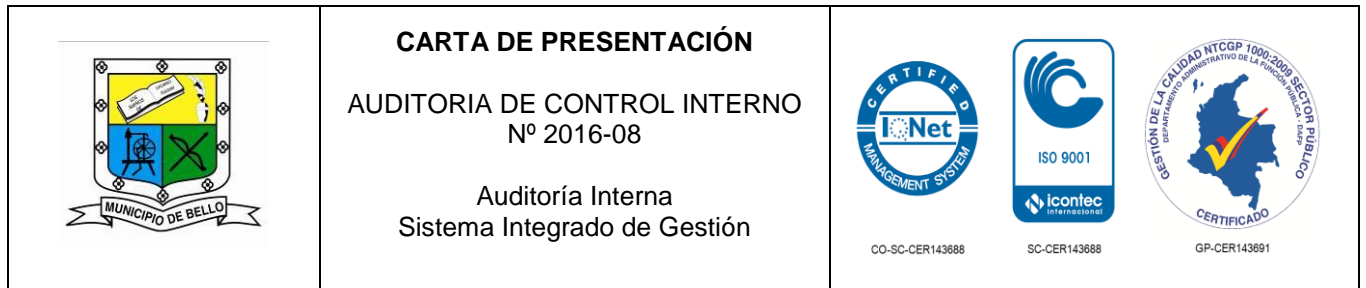 MUNICIPIO DE BELLO
CARTA DE PRESENTACIÓN
AUDITORIA DE CONTROL INTERNO
Nº 2016-08
Auditoría Interna
Sistema Integrado de Gestión
CERTIFIED
IQNet
MANAGEMENT SYSTEM
CO-SC-CER143688
ISO 9001
icontec
internacional
SC-CER143688
GESTIÓN DE LA CALIDAD NTCGP 1000:2009 SECTOR PÚBLICO
DEPARTAMENTO ADMINISTRATIVO DE LA FUNCIÓN PÚBLICA - DAFP
CERTIFICADO
GP-CER143691